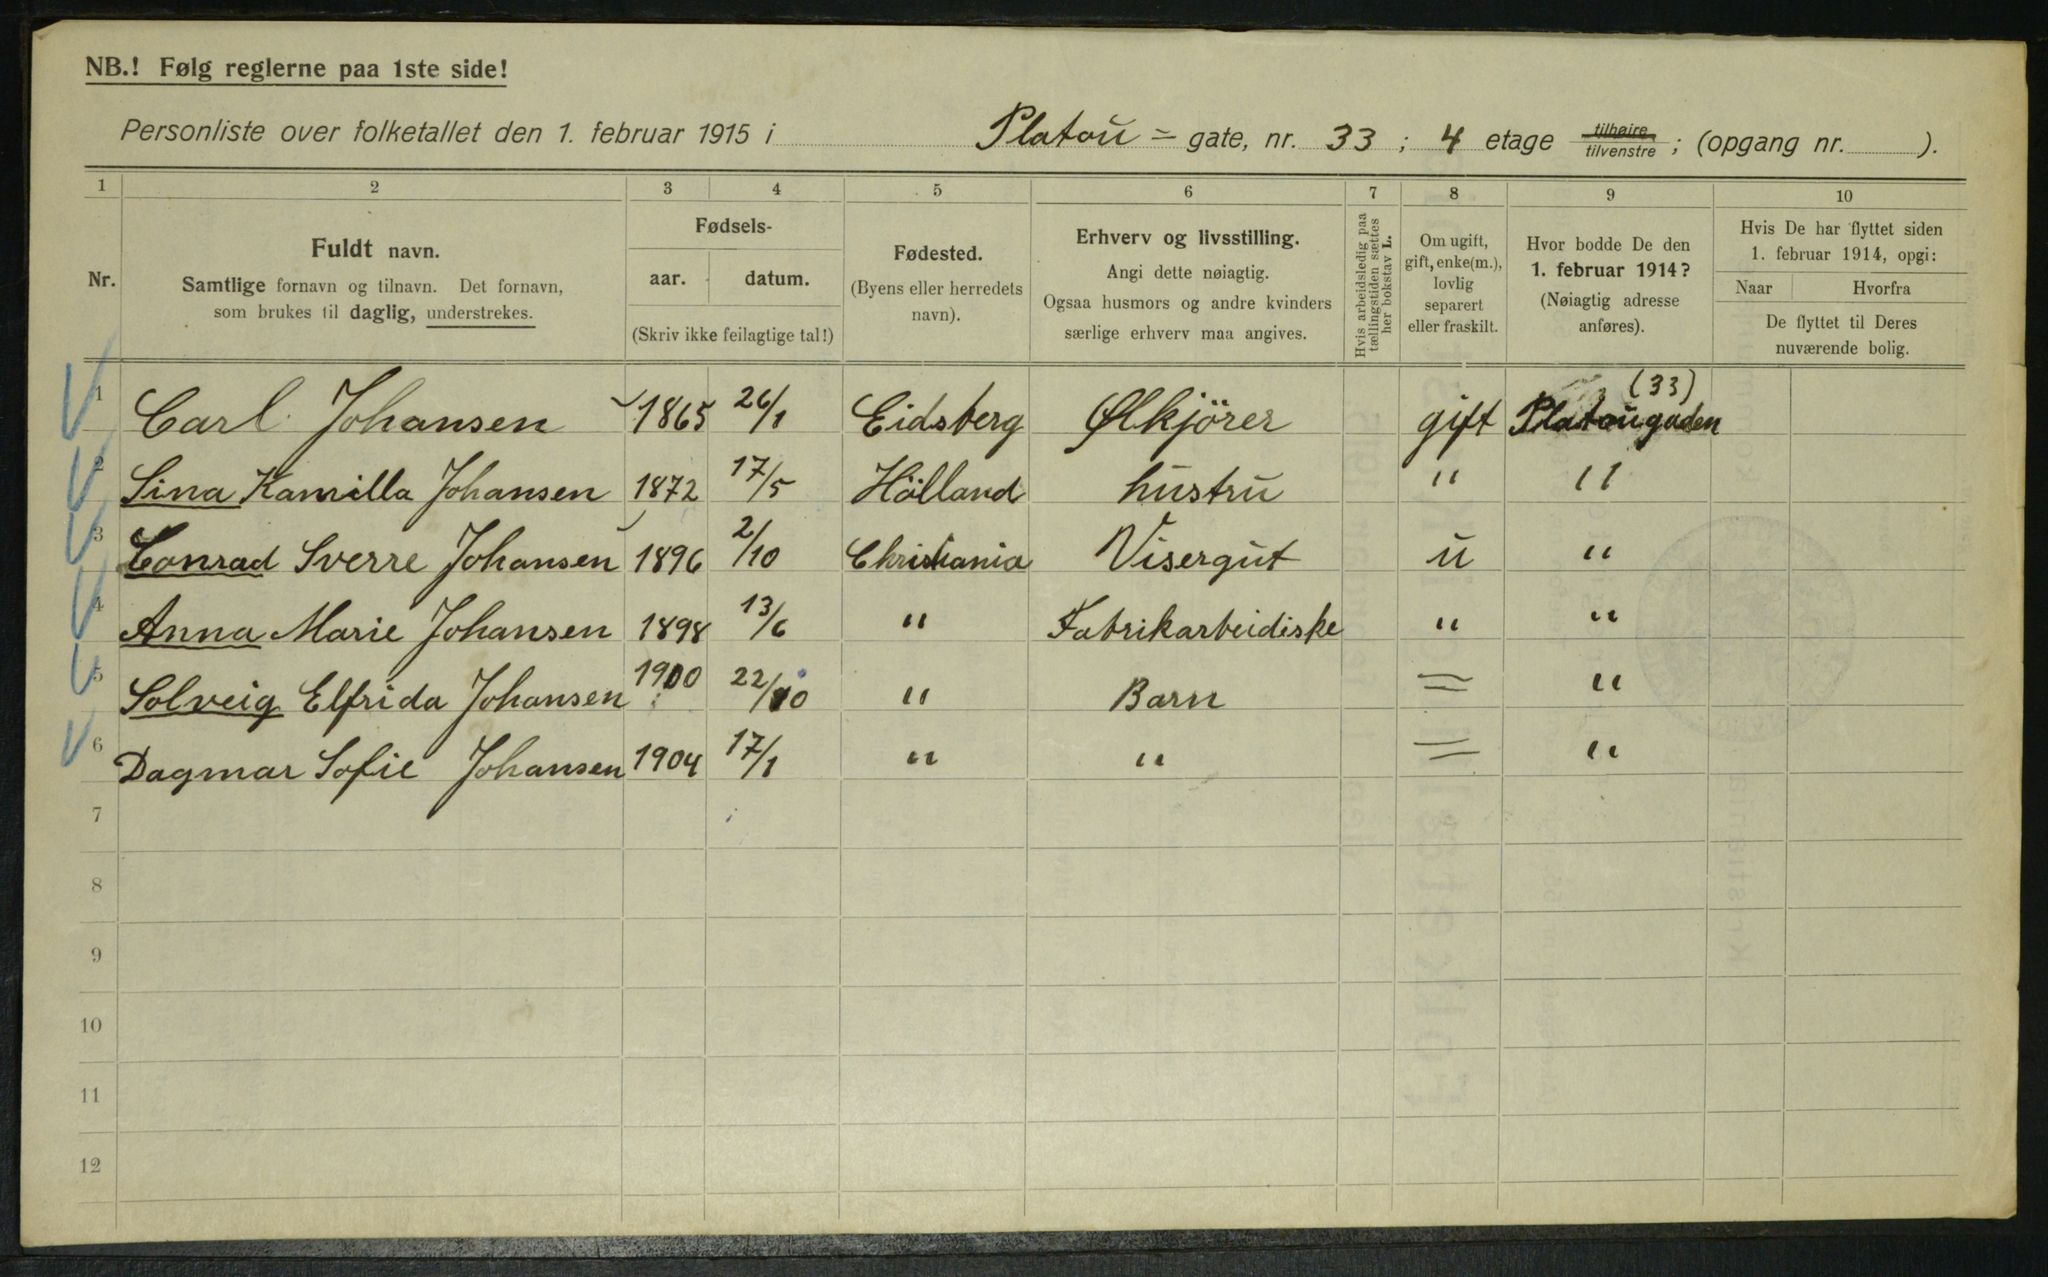 NB.! Følg reglerne paa 1ste side!
Personliste over folketallet den 1. februar 1915 i Platou = gate, nr. 33 ; 4 etage tilhøire tilvenstre ; (opgang nr. ).
1 2 3 4 5 6 7 8 9 10
Nr.
Fuldt navn.
Samtlige fornavn og tilnavn. Det fornavn,
som brukes til daglig, understrekes.
Fødsels-
aar. datum.
(Skriv ikke feilagtige tal!)
Fødested.
(Byens eller herredets
navn).
Erhverv og livsstilling.
Angi dette nøiagtig.
Ogsaa husmors og andre kvinders
særlige erhverv maa angives.
Hvis arbeidsledig paa
tællingstiden sættes
her bokstav L.
Om ugift,
gift, enke(m.),
lovlig
separert
eller fraskilt.
Hvor bodde De den
1. februar 1914?
(Nøiagtig adresse
anføres).
Hvis De har flyttet siden
1. februar 1914, opgi:
Naar Hvorfra
De flyttet til Deres
nuværende bolig.
1 Carl Johansen 1865 26/1 Eidsberg Ølkjörer gift Platougaden (33)
2 Sina Kamilla Johansen 1872 17/5 Hölland hustru " "
3 Conrad Sverre Johansen 1896 2/10 Christiania Visergut u "
4 Anna Marie Johansen 1898 13/6 " Fabrikarbeidiske " "
5 Solveig Elfrida Johansen 1900 22/10 " Barn = "
6 Dagmar Sofie Johansen 1904 17/1 " " = "
7
8
9
10
11
12